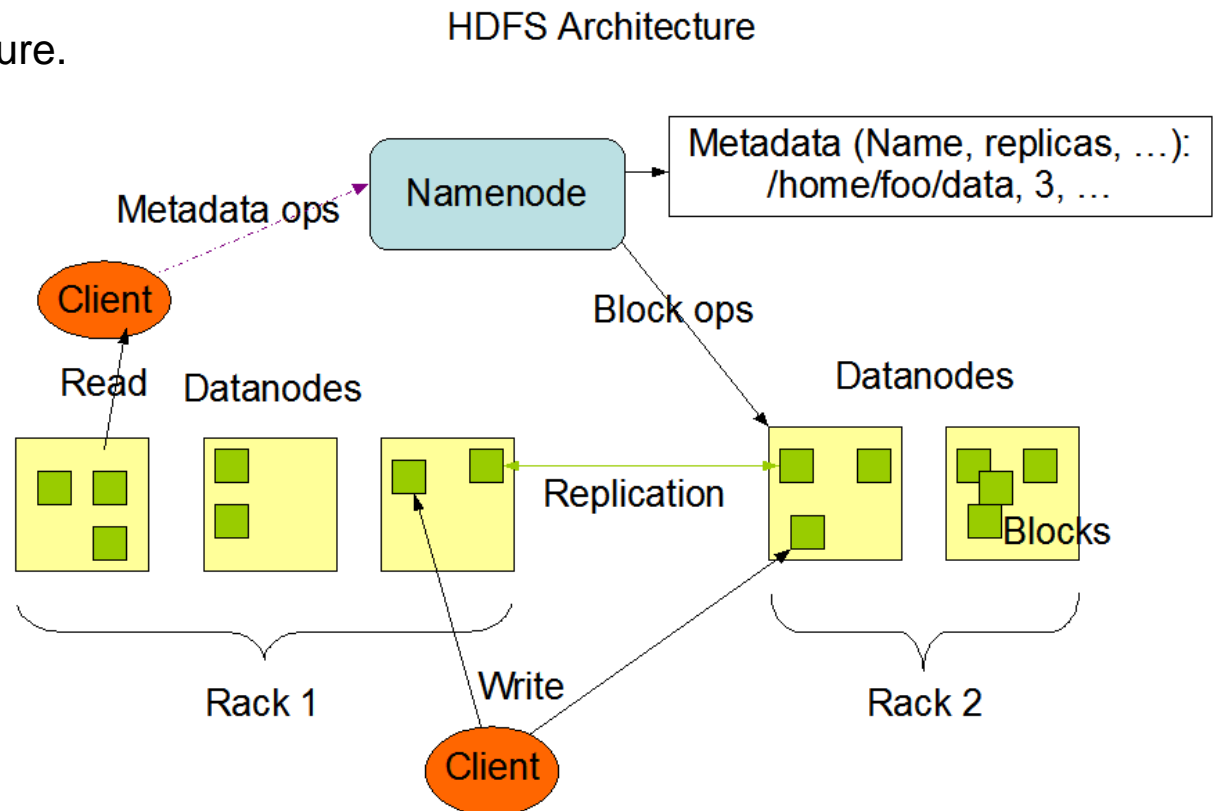 HDFS Architecture
ure.
Metadata (Name, replicas, …):
/home/foo/data, 3, …
Namenode
Metadata ops
Client
Block ops
Read
Datanodes
Datanodes
Replication
Blocks
Rack 1
Write
Rack 2
Client